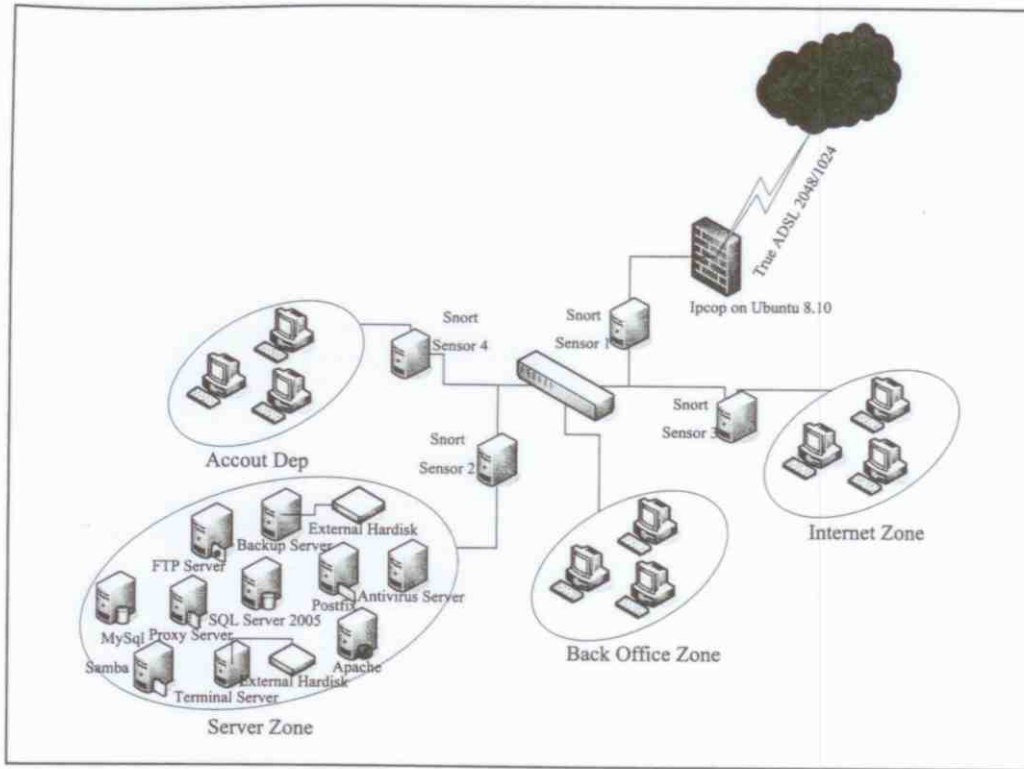 True ADSL 2048/1024
Ipcop on Ubuntu 8.10
Snort
Sensor 1
Snort
Sensor 4
Snort
Sensor 3
Snort
Sensor 2
Accout Dep
Internet Zone
Back Office Zone
External Hardisk
Backup Server
FTP Server
Antivirus Server
Postfix
SQL Server 2005
MySql
Proxy Server
Apache
Samba
External Hardisk
Terminal Server
Server Zone